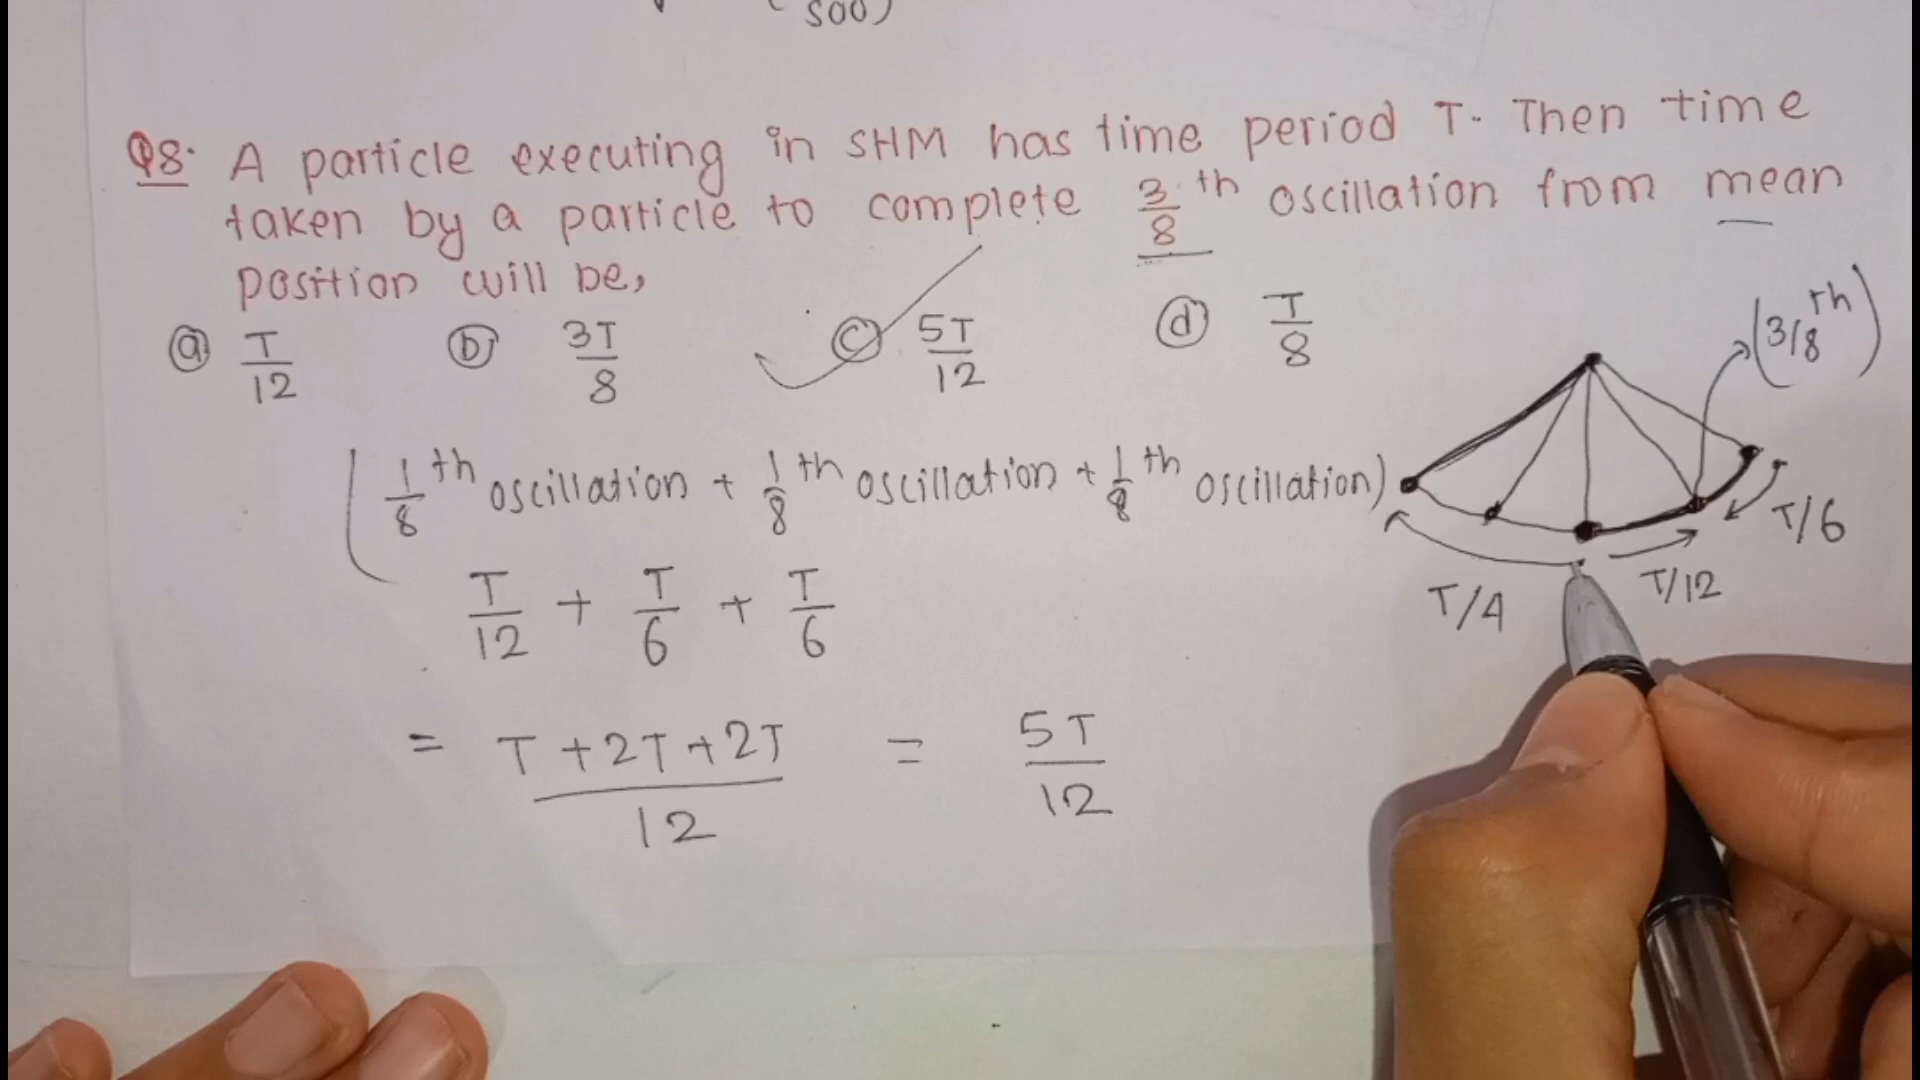 500)
Q8. A particle executing in SHM has time period T. Then time
taken by a particle to complete 3/8 th oscillation from mean
position will be,
(a) T/12 (b) 3T/8 (c) 5T/12 (d) T/8
(3/8th)
(1/8 th oscillation + 1/8 th oscillation + 1/8 th oscillation)
T/6
T/4 T/12
T/12 + T/6 + T/6
= T + 2T + 2T / 12 = 5T/12